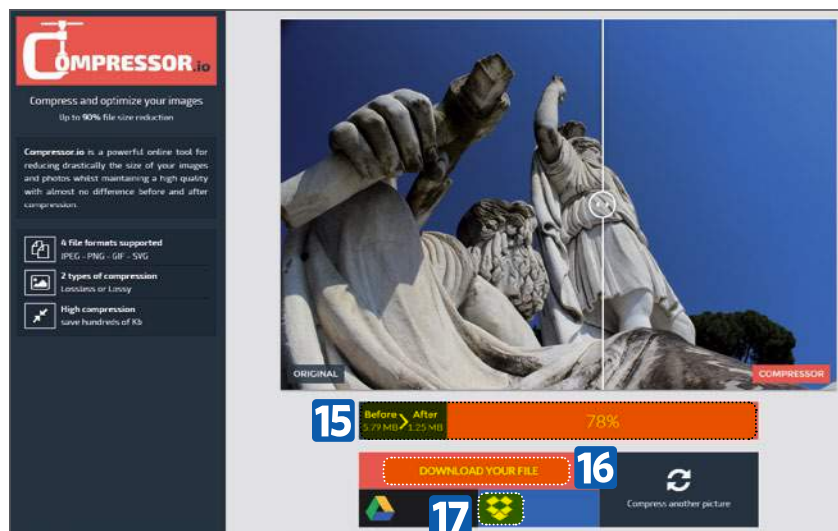 COMPRESSOR.io
Compress and optimize your images
Up to 90% file size reduction
Compressor.io is a powerful online tool for
reducing drastically the size of your images
and photos whilst maintaining a high quality
with almost no difference before and after
compression.
4 file formats supported
JPEG - PNG - GIF - SVG
2 types of compression
Lossless or Lossy
High compression
save hundreds of Kb
ORIGINAL
COMPRESSOR
15
Before After
5.79 MB 1.25 MB
78%
DOWNLOAD YOUR FILE
16
Compress another picture
17